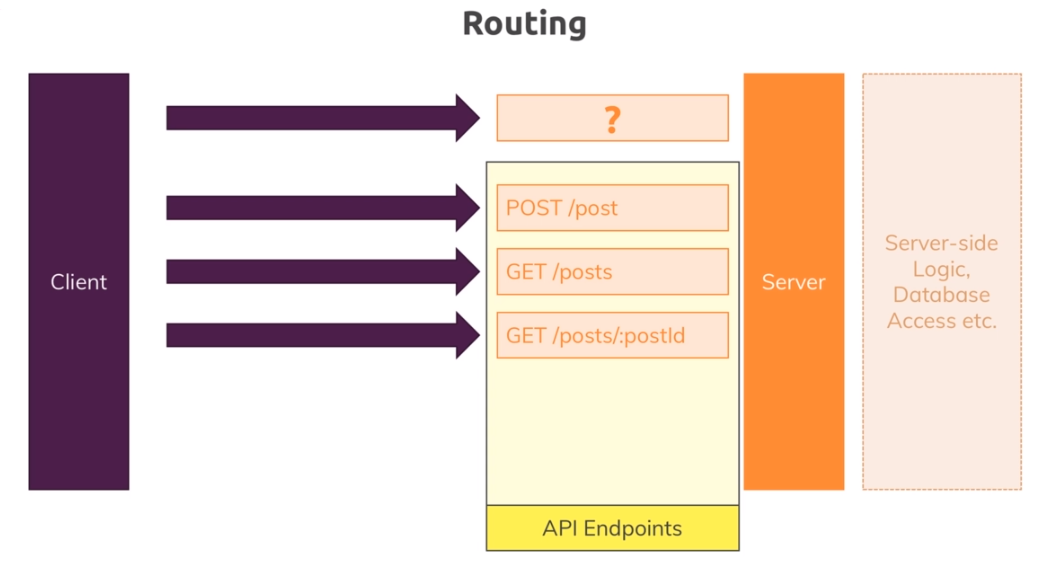 Routing
Client
?
POST /post
GET /posts
GET /posts/:postId
API Endpoints
Server
Server-side
Logic,
Database
Access etc.